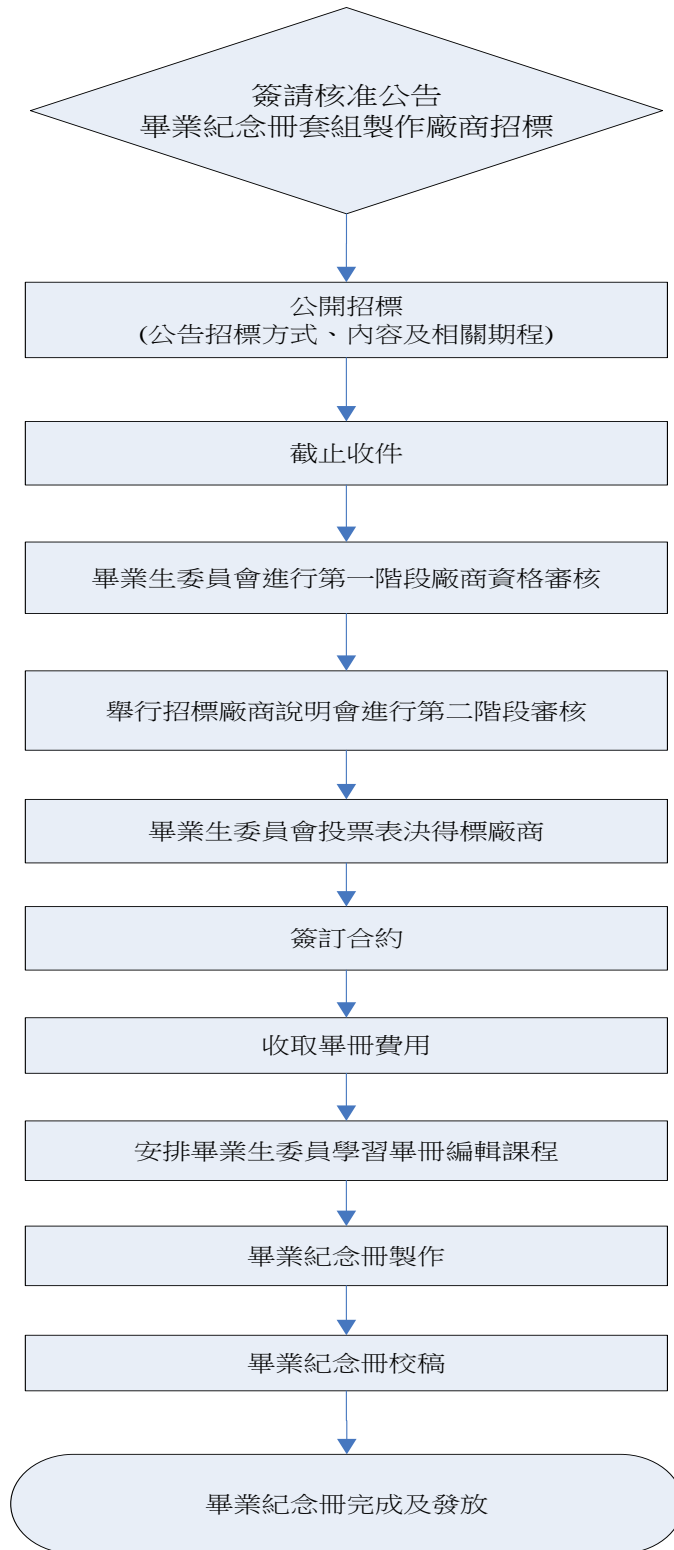 簽請核准公告
畢業紀念冊套組製作廠商招標
公開招標
(公告招標方式、內容及相關期程)
截止收件
畢業生委員會進行第一階段廠商資格審核
舉行招標廠商說明會進行第二階段審核
畢業生委員會投票表決得標廠商
簽訂合約
收取畢冊費用
安排畢業生委員學習畢冊編輯課程
畢業紀念冊製作
畢業紀念冊校稿
畢業紀念冊完成及發放